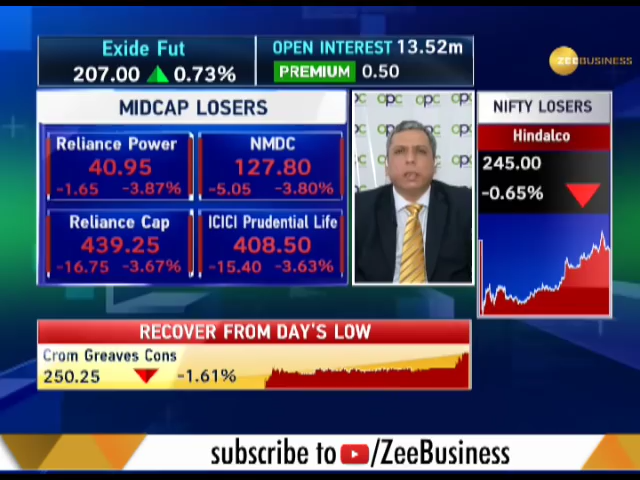 Exide Fut
207.00 0.73%
OPEN INTEREST 13.52m
PREMIUM 0.50
ZEEBUSINESS
MIDCAP LOSERS
Reliance Power
40.95
-1.65 -3.87%
NMDC
127.80
-5.05 -3.80%
Reliance Cap
439.25
-16.75 -3.67%
ICICI Prudential Life
408.50
-15.40 -3.63%
NIFTY LOSERS
Hindalco
245.00
-0.65%
RECOVER FROM DAY'S LOW
Crom Greaves Cons
250.25 -1.61%
subscribe to /ZeeBusiness